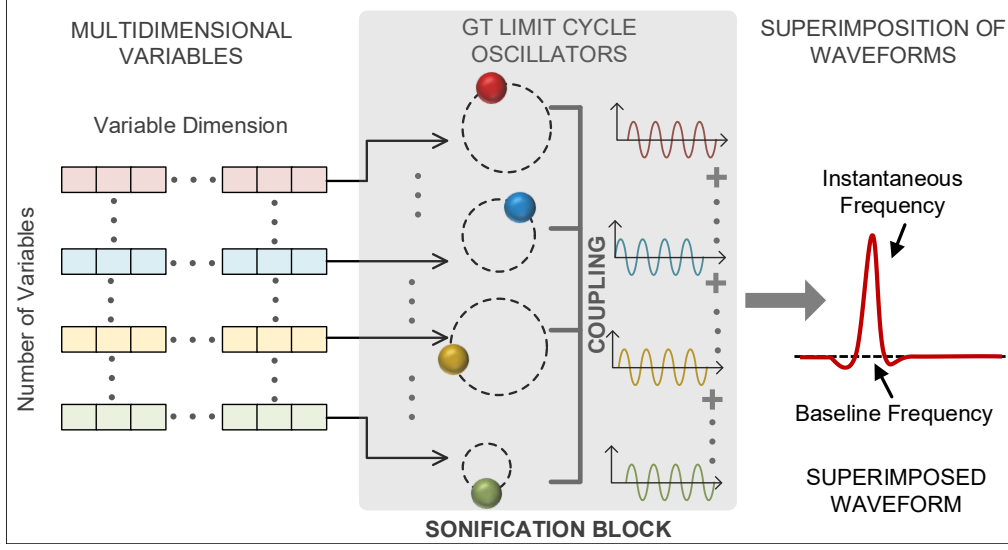 MULTIDIMENSIONAL
VARIABLES
GT LIMIT CYCLE
OSCILLATORS
SUPERIMPOSITION OF
WAVEFORMS
Variable Dimension
Number of Variables
COUPLING
Instantaneous
Frequency
Baseline Frequency
SUPERIMPOSED
WAVEFORM
SONIFICATION BLOCK